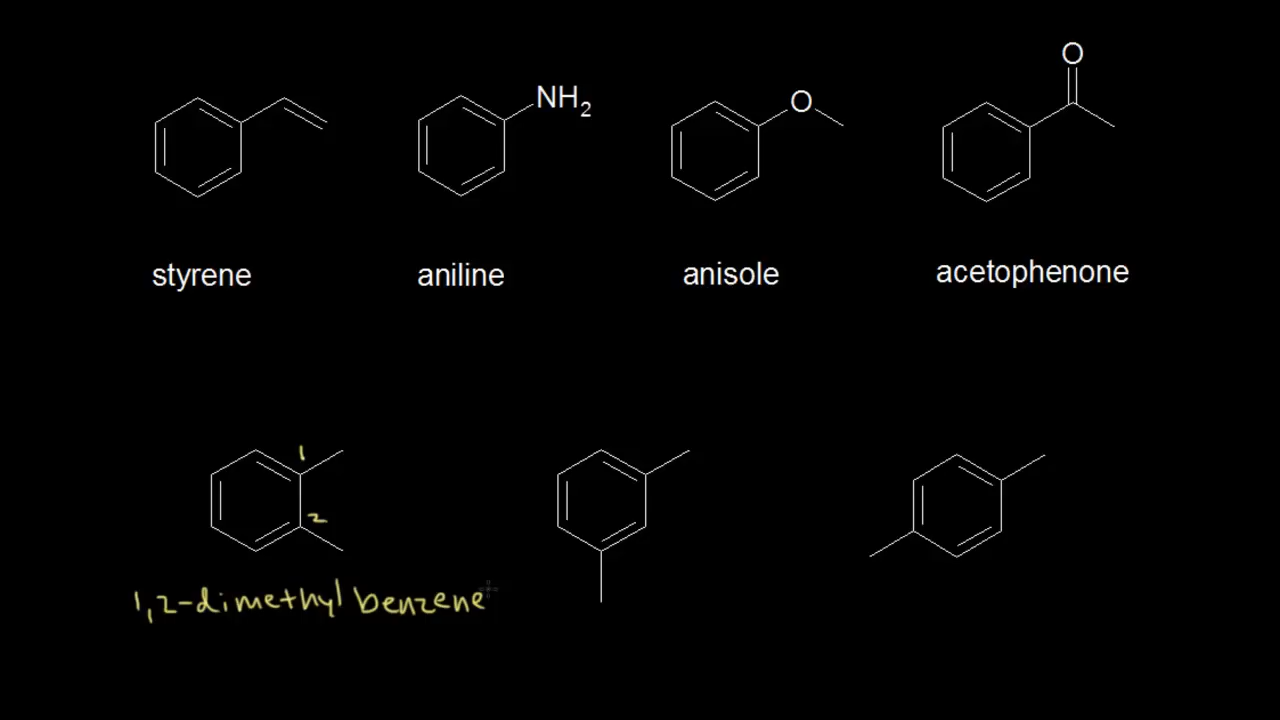 O
NH2
O
styrene
aniline
anisole
acetophenone
1
2
1,2-dimethyl benzene